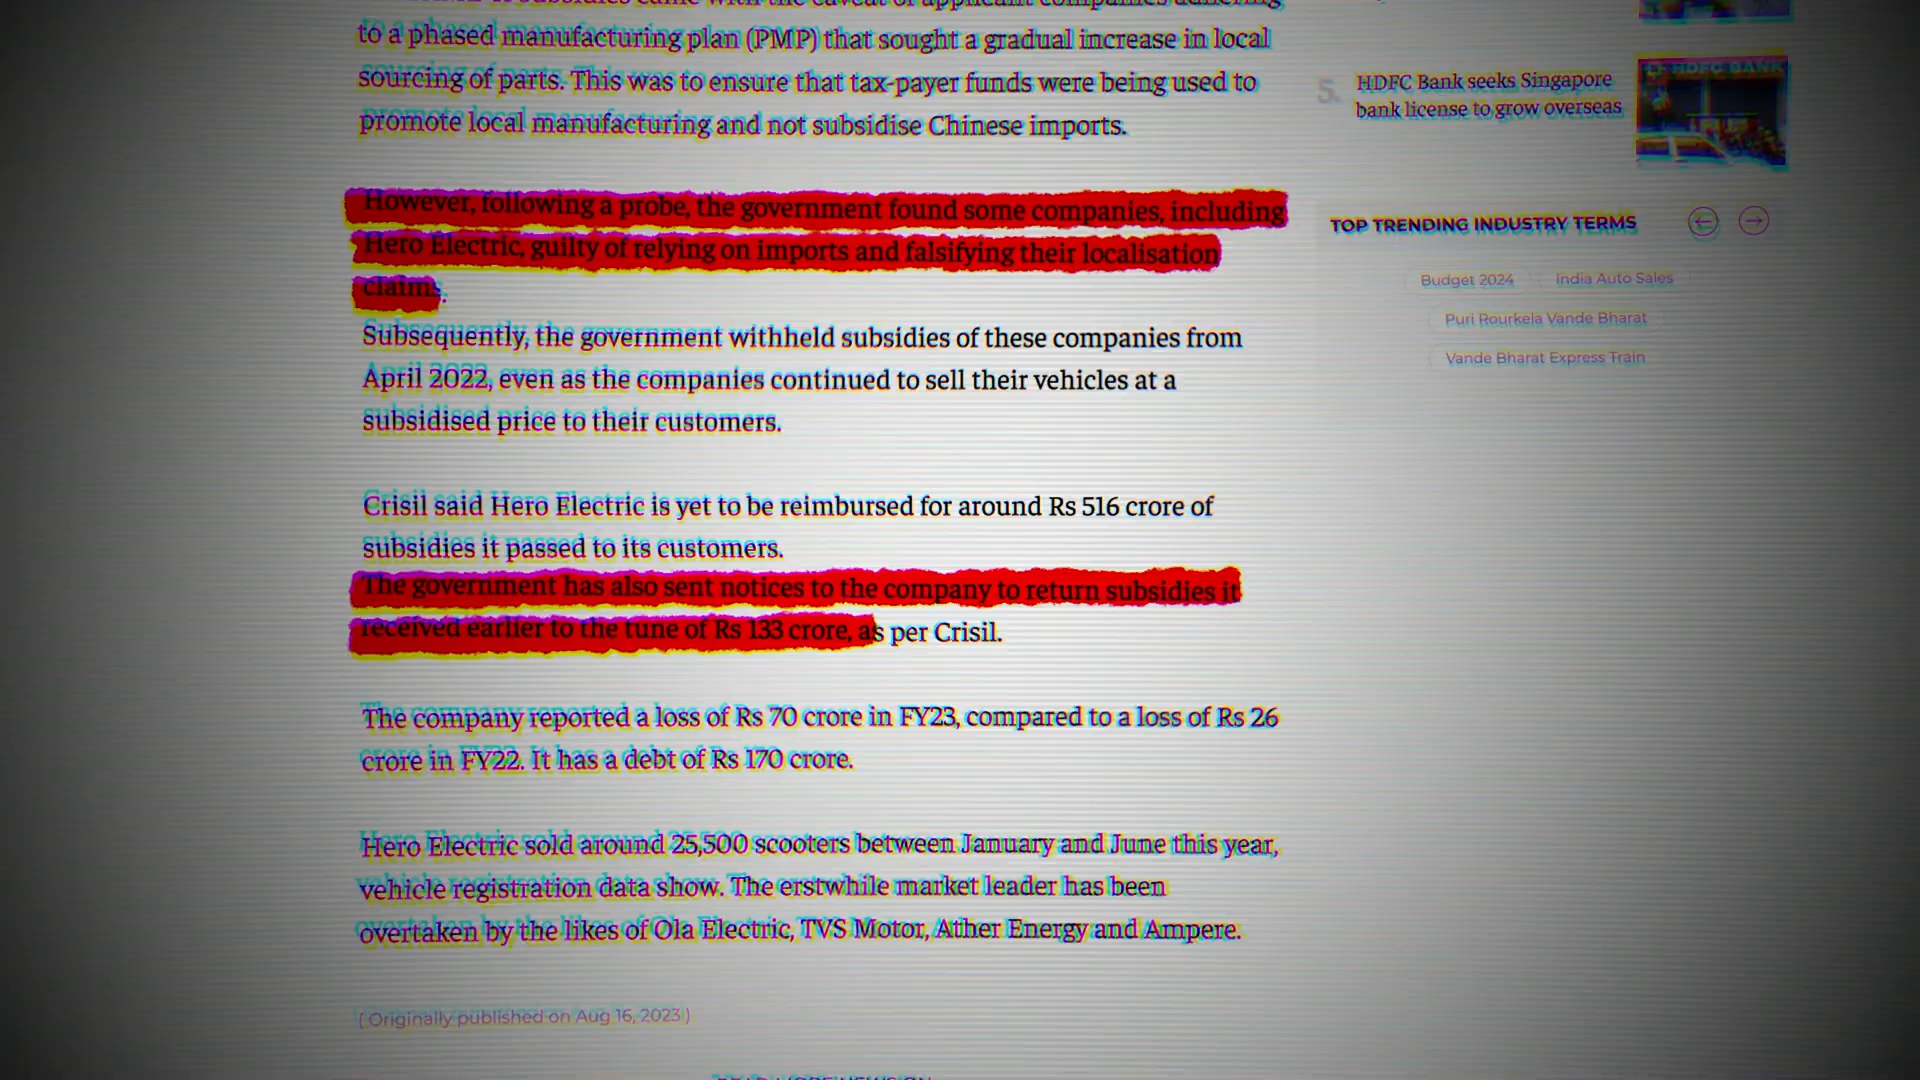 to a phased manufacturing plan (PMP) that sought a gradual increase in local
sourcing of parts. This was to ensure that tax-payer funds were being used to
promote local manufacturing and not subsidise Chinese imports.
However, following a probe, the government found some companies, including
Hero Electric, guilty of relying on imports and falsifying their localisation
claims.
Subsequently, the government withheld subsidies of these companies from
April 2022, even as the companies continued to sell their vehicles at a
subsidised price to their customers.
Crisil said Hero Electric is yet to be reimbursed for around Rs 516 crore of
subsidies it passed to its customers.
The government has also sent notices to the company to return subsidies it
received earlier to the tune of Rs 133 crore, as per Crisil.
The company reported a loss of Rs 70 crore in FY23, compared to a loss of Rs 26
crore in FY22. It has a debt of Rs 170 crore.
Hero Electric sold around 25,500 scooters between January and June this year,
vehicle registration data show. The erstwhile market leader has been
overtaken by the likes of Ola Electric, TVS Motor, Ather Energy and Ampere.
( Originally published on Aug 16, 2023 )
5. HDFC Bank seeks Singapore
bank license to grow overseas
HDFC BANK
TOP TRENDING INDUSTRY TERMS
Budget 2024 India Auto Sales
Puri Rourkela Vande Bharat
Vande Bharat Express Train